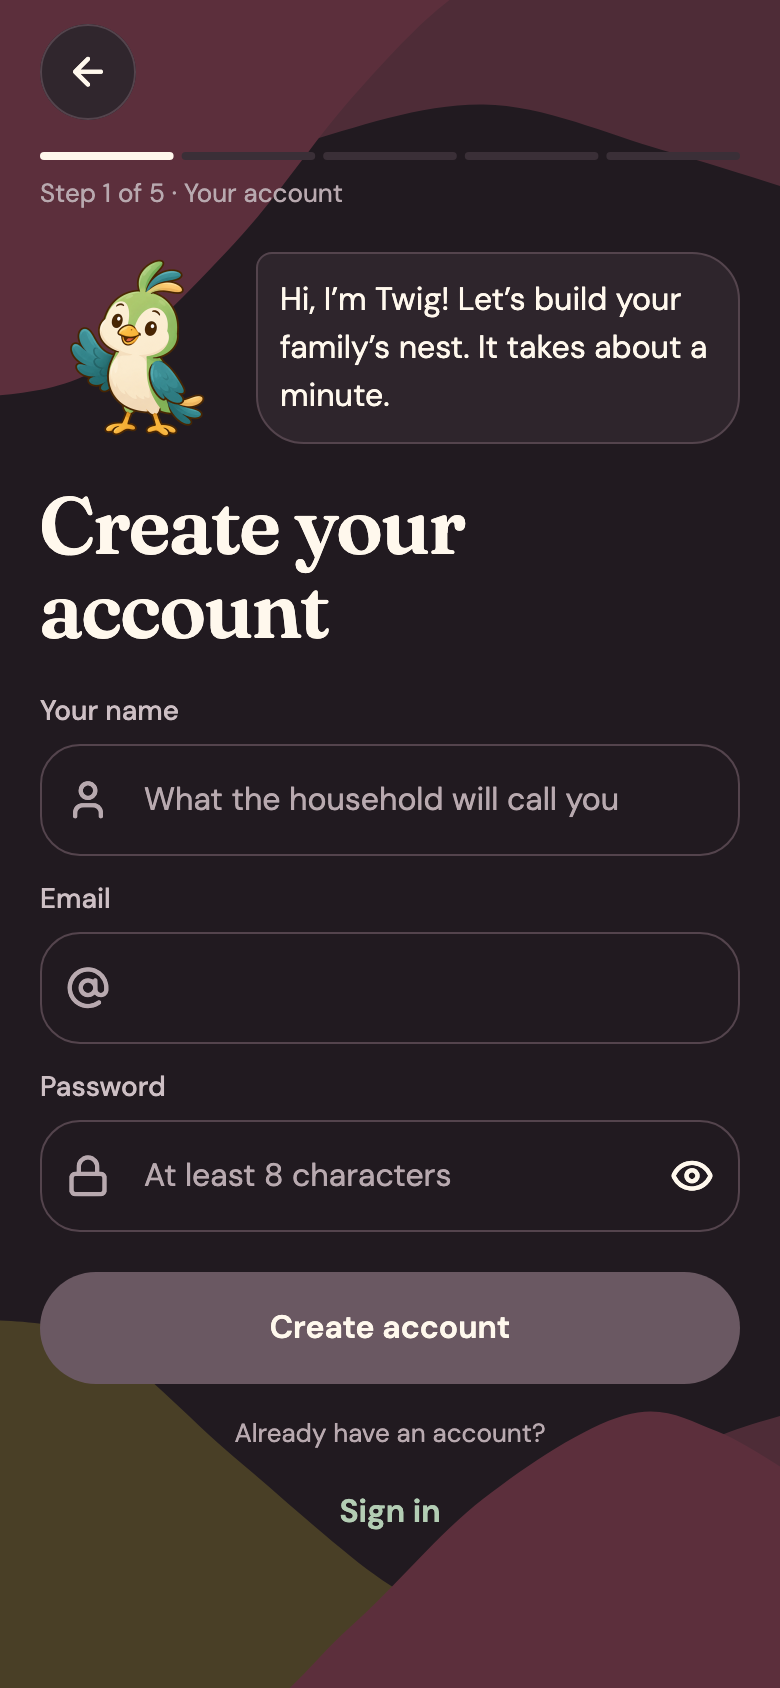 Step 1 of 5 · Your account
Hi, I’m Twig! Let’s build your
family’s nest. It takes about a
minute.
Create your
account
Your name
What the household will call you
Email
@
Password
At least 8 characters
Create account
Already have an account?
Sign in